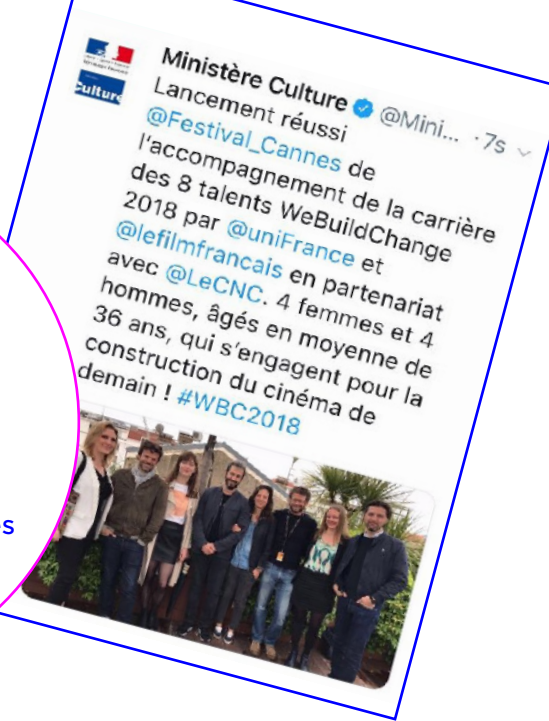 Ministère Culture @Mini... · 7s
Lancement réussi
@Festival_Cannes de
l'accompagnement de la carrière
des 8 talents WeBuildChange
2018 par @uniFrance et
@lefilmfrancais en partenariat
avec @LeCNC. 4 femmes et 4
hommes, âgés en moyenne de
36 ans, qui s'engagent pour la
construction du cinéma de
demain ! #WBC2018
Culture
s